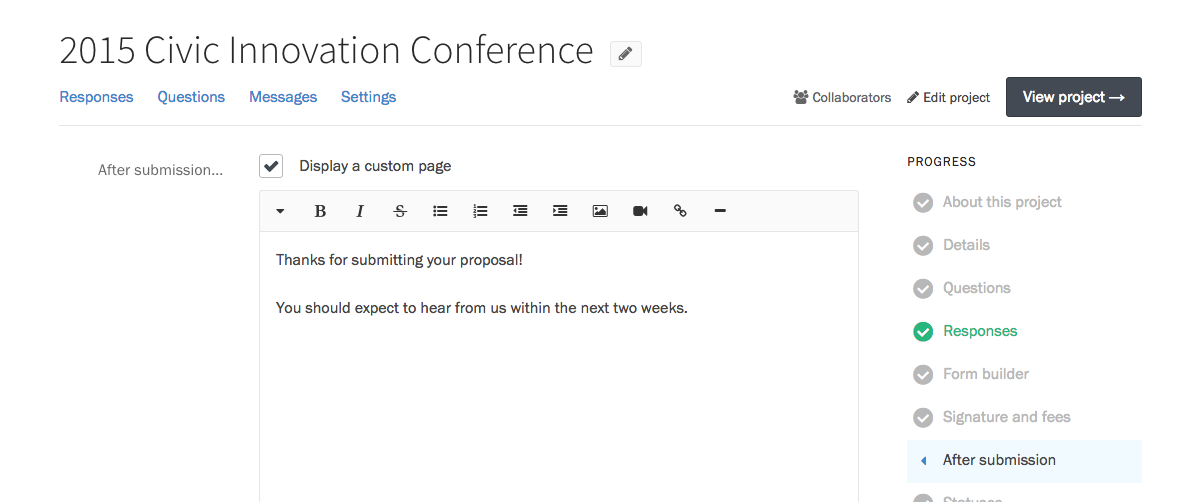 2015 Civic Innovation Conference
Responses Questions Messages Settings
Collaborators Edit project View project →
After submission...
Display a custom page
B I S
Thanks for submitting your proposal!
You should expect to hear from us within the next two weeks.
PROGRESS
About this project
Details
Questions
Responses
Form builder
Signature and fees
After submission
Statuses